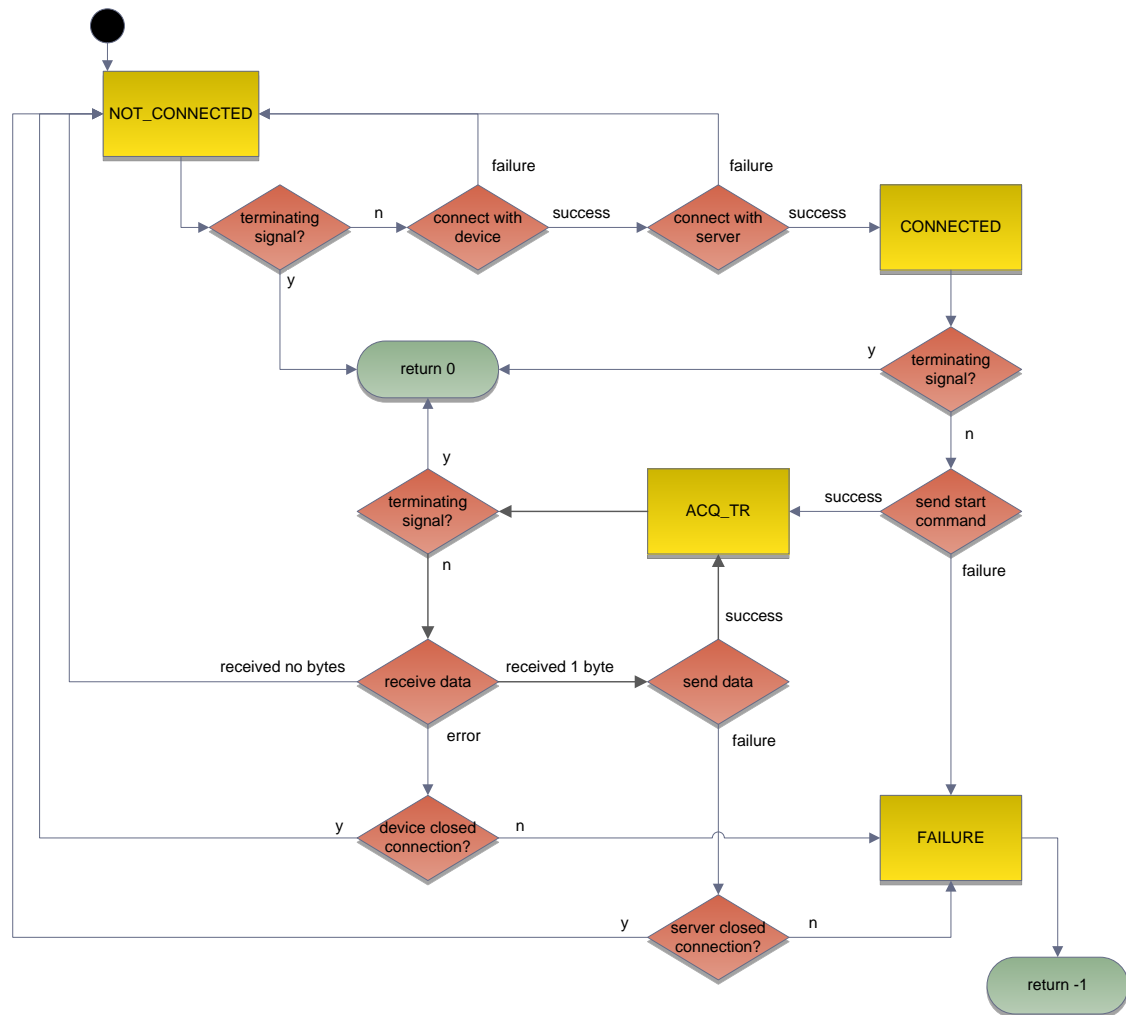 NOT_CONNECTED
failure
failure
terminating
signal?
n
connect with
device
success
connect with
server
success
CONNECTED
y
return 0
y
terminating
signal?
n
y
terminating
signal?
n
ACQ_TR
success
send start
command
failure
success
received no bytes
receive data
received 1 byte
send data
error
failure
y
device closed
connection?
n
FAILURE
y
server closed
connection?
n
return -1